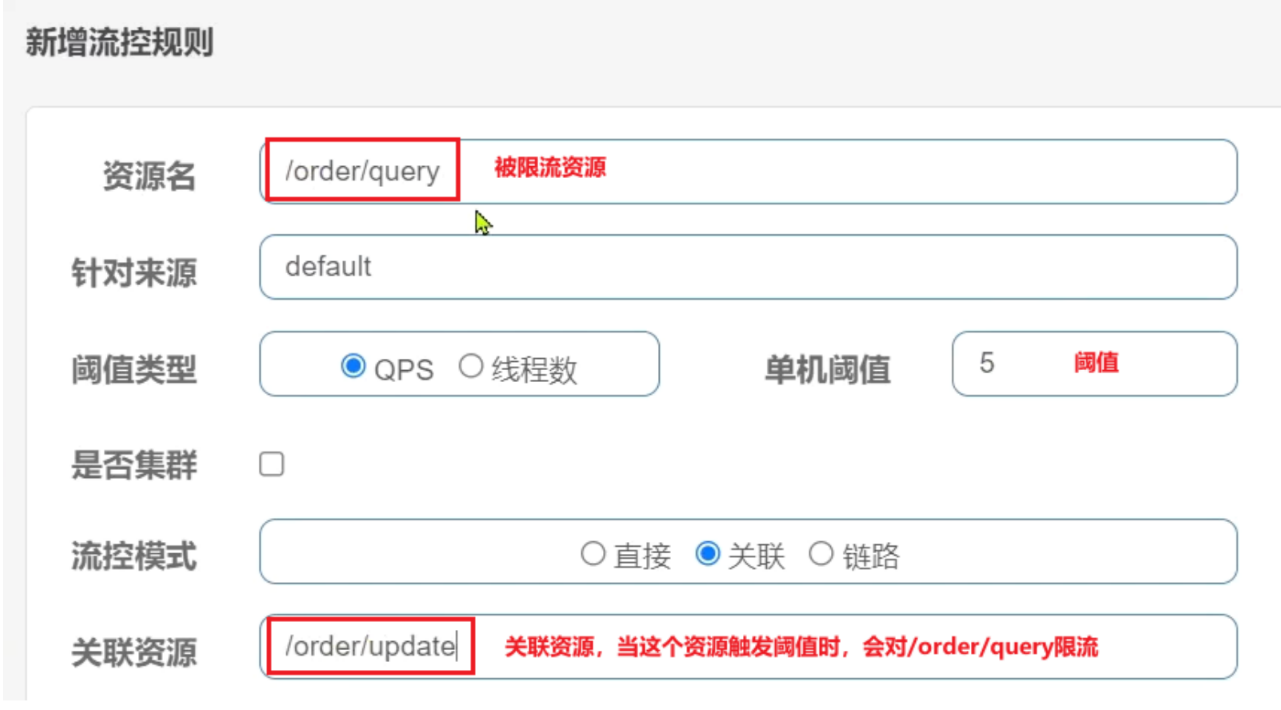 新增流控规则
资源名 /order/query 被限流资源
针对来源 default
阈值类型 QPS 线程数 单机阈值 5 阈值
是否集群
流控模式 直接 关联 链路
关联资源 /order/update 关联资源，当这个资源触发阈值时，会对/order/query限流